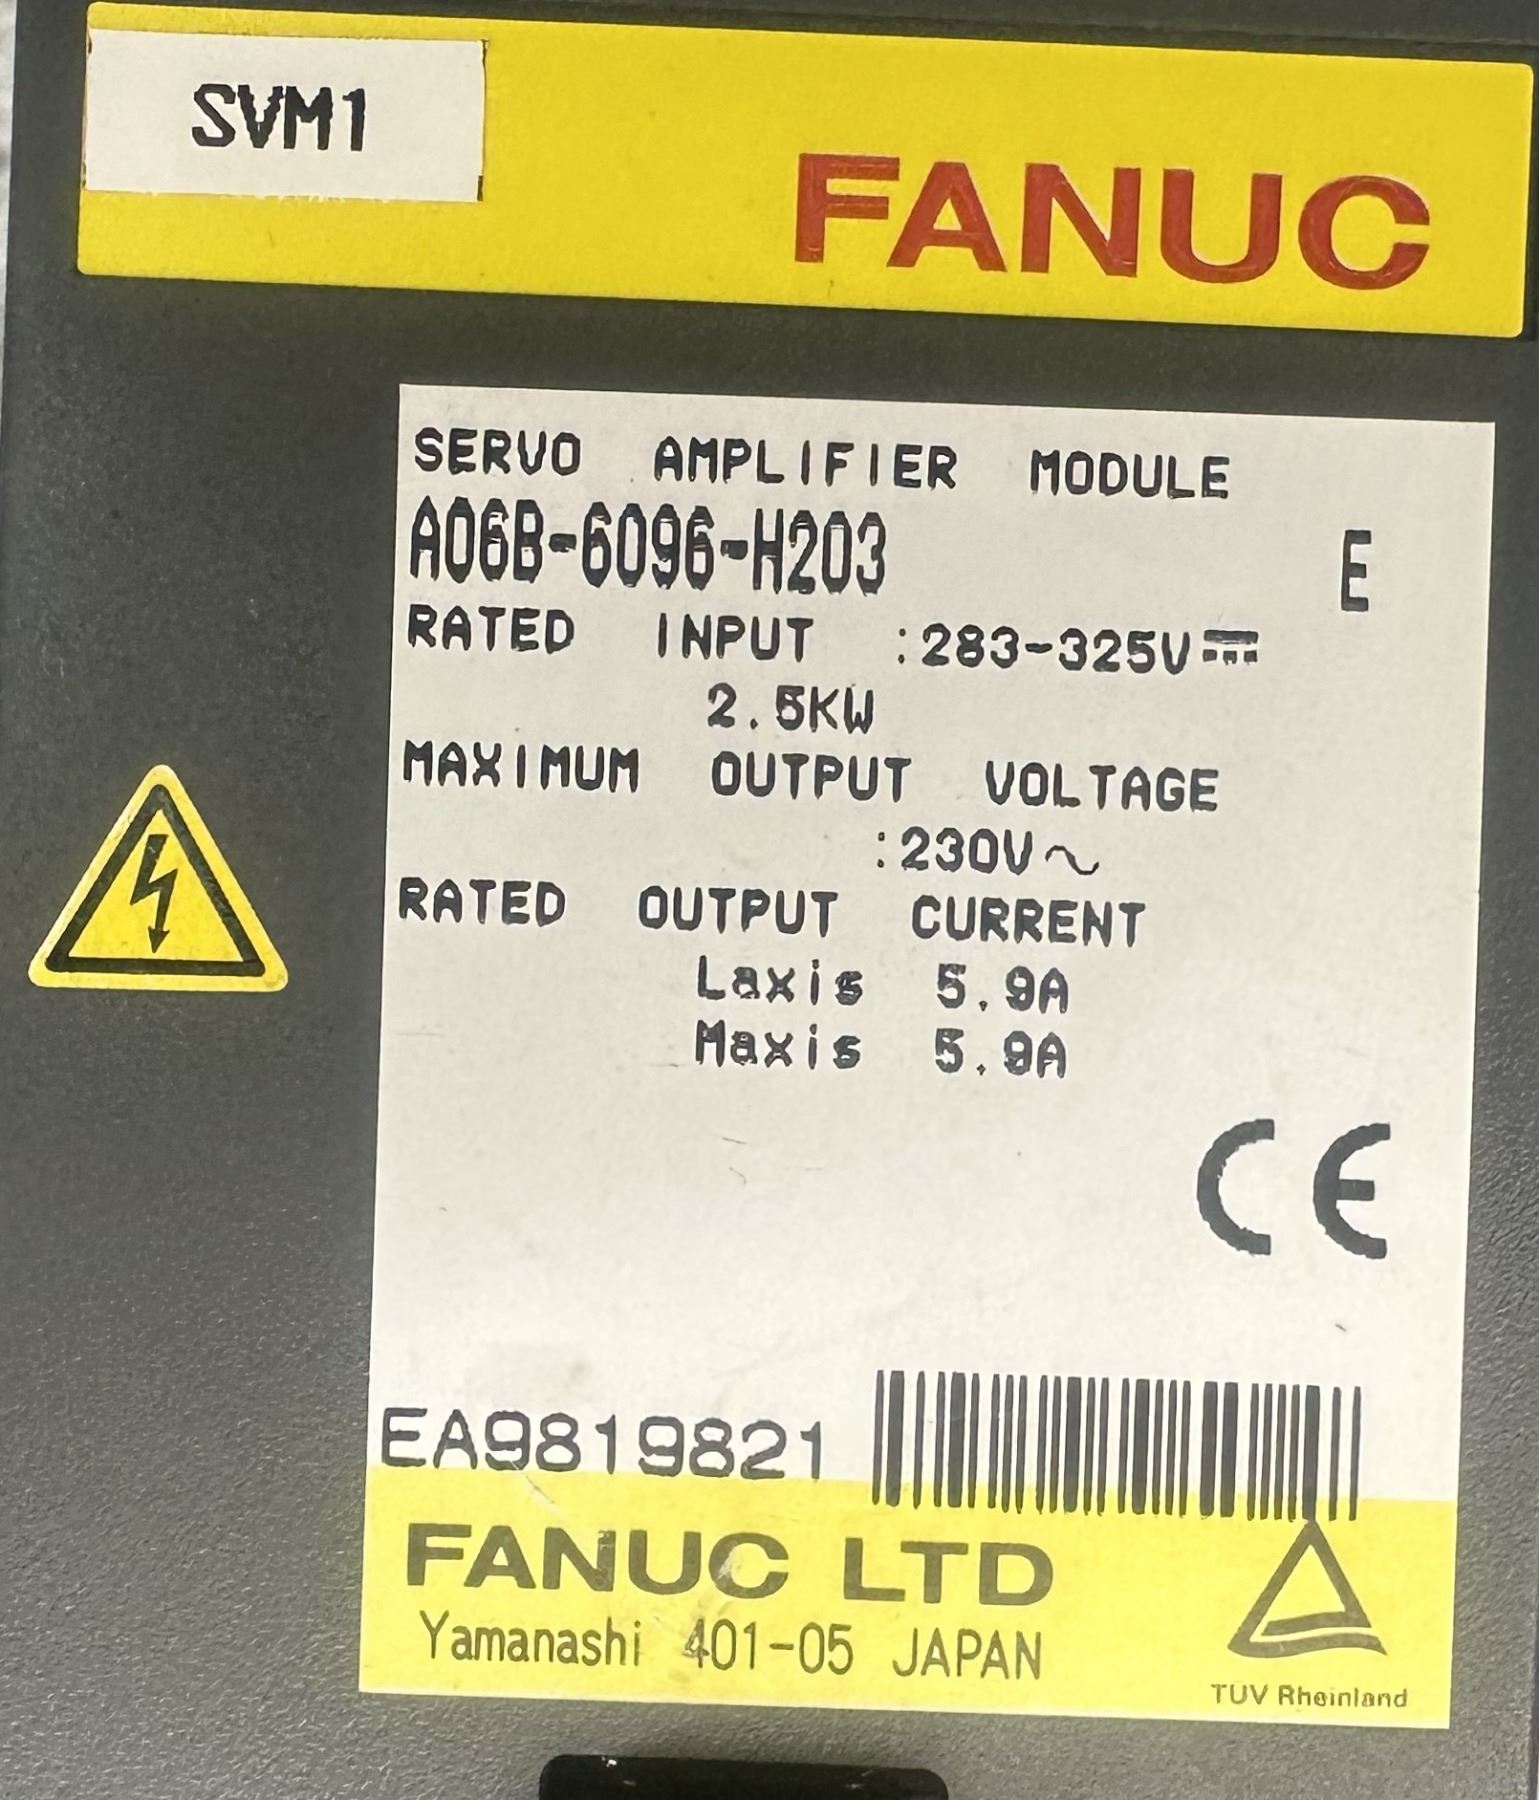 SVM1
FANUC
SERVO AMPLIFIER MODULE
A06B-6096-H203 E
RATED INPUT :283-325V⎓
2.5KW
MAXIMUM OUTPUT VOLTAGE
:230V~
RATED OUTPUT CURRENT
Laxis 5.9A
Maxis 5.9A
CE
EA9819821
FANUC LTD
Yamanashi 401-05 JAPAN
TUV Rheinland